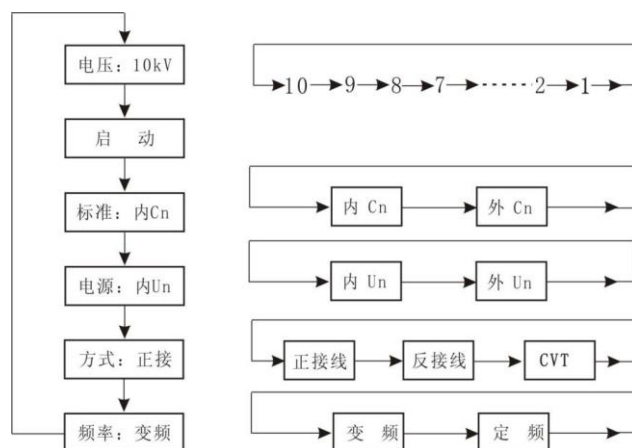 电压：10kV
10 9 8 7 2 1
启 动
标准：内Cn
内 Cn 外 Cn
电源：内Un
内 Un 外 Un
方式：正接
正接线 反接线 CVT
频率：变频
变 频 定 频